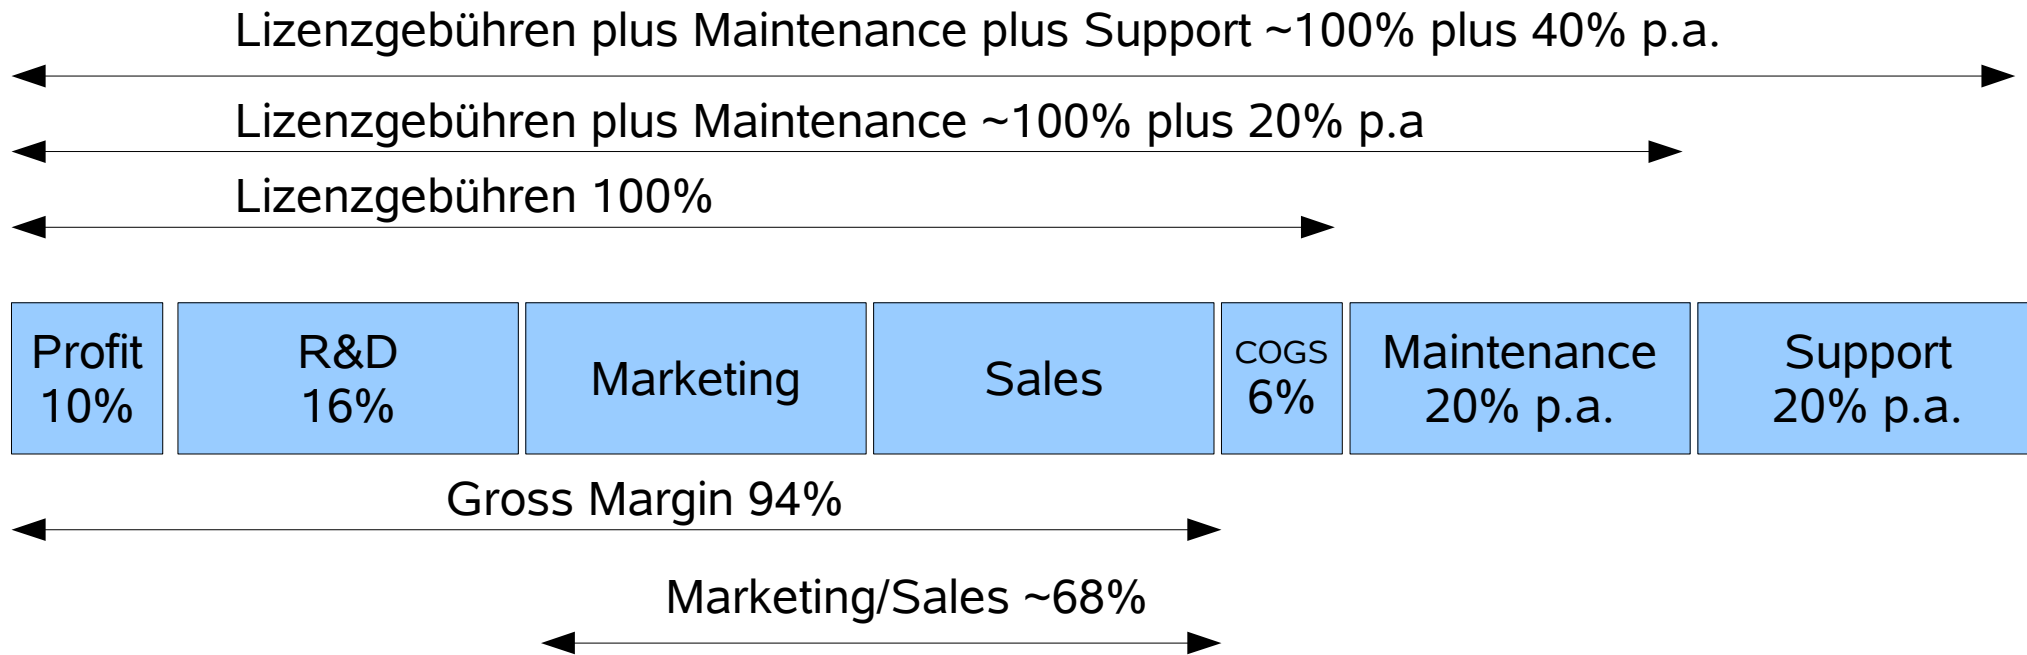 Lizenzgebühren plus Maintenance plus Support ~100% plus 40% p.a.
Lizenzgebühren plus Maintenance ~100% plus 20% p.a
Lizenzgebühren 100%
Profit
10%
R&D
16%
Marketing
Sales
COGS
6%
Maintenance
20% p.a.
Support
20% p.a.
Gross Margin 94%
Marketing/Sales ~68%